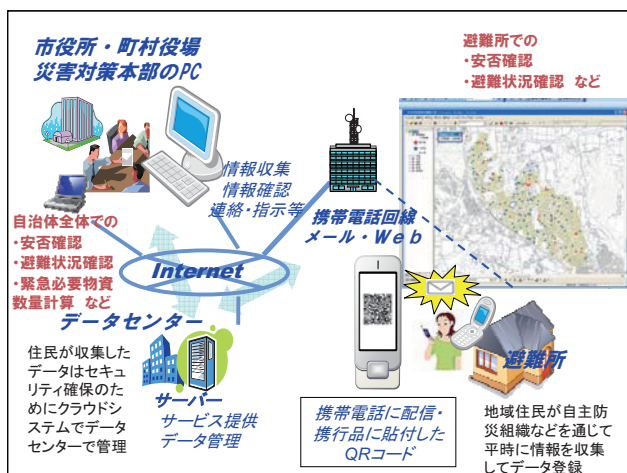 市役所・町村役場
災害対策本部のPC
避難所での
・安否確認
・避難状況確認 など
情報収集
情報確認
連絡・指示等
自治体全体での
・安否確認
・避難状況確認
・緊急必要物資
数量計算 など
携帯電話回線
メール・Web
Internet
データセンター
住民が収集した
データはセキュ
リティ確保のた
めにクラウドシ
ステムでデータ
センターで管理
サーバー
サービス提供
データ管理
携帯電話に配信・
携行品に貼付した
QRコード
避難所
地域住民が自主防
災組織などを通じて
平時に情報を収集
してデータ登録